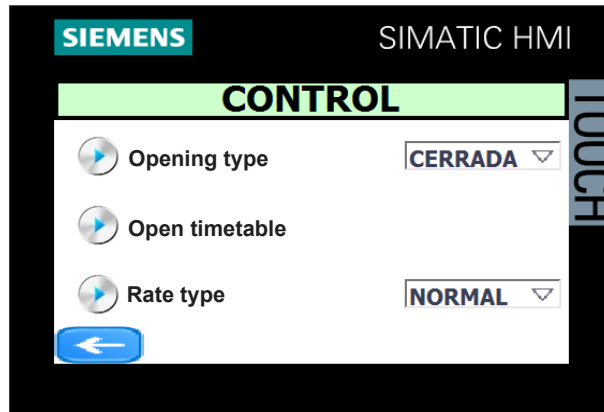 SIEMENS
SIMATIC HMI
TOUCH
CONTROL
Opening type
CERRADA
Open timetable
Rate type
NORMAL